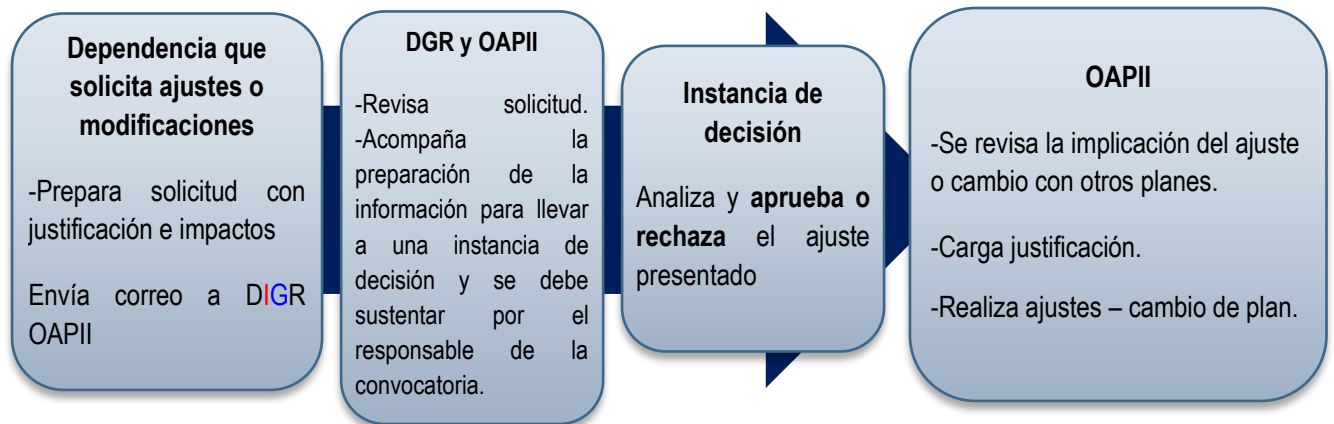 Dependencia que
solicita ajustes o
modificaciones
-Prepara solicitud con
justificación e impactos
Envía correo a DIGR
OAPII
DGR y OAPII
-Revisa solicitud.
-Acompaña la
preparación de la
información para llevar
a una instancia de
decisión y se debe
sustentar por el
responsable de la
convocatoria.
Instancia de
decisión
Analiza y aprueba o
rechaza el ajuste
presentado
OAPII
-Se revisa la implicación del ajuste
o cambio con otros planes.
-Carga justificación.
-Realiza ajustes – cambio de plan.